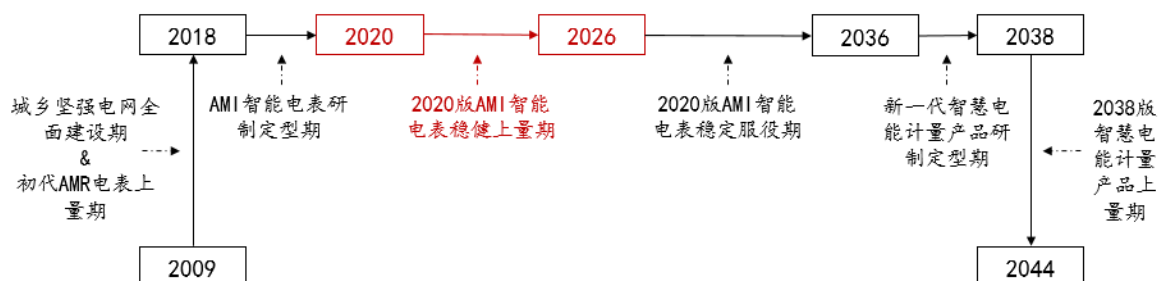 2018
2020
2026
2036
2038
城乡坚强电网全
面建设期
&
初代AMR电表上
量期
AMI智能电表研
制定型期
2020版AMI智能
电表稳健上量期
2020版AMI智能
电表稳定服役期
新一代智慧电
能计量产品研
制定型期
2038版
智慧电
能计量
产品上
量期
2009
2044